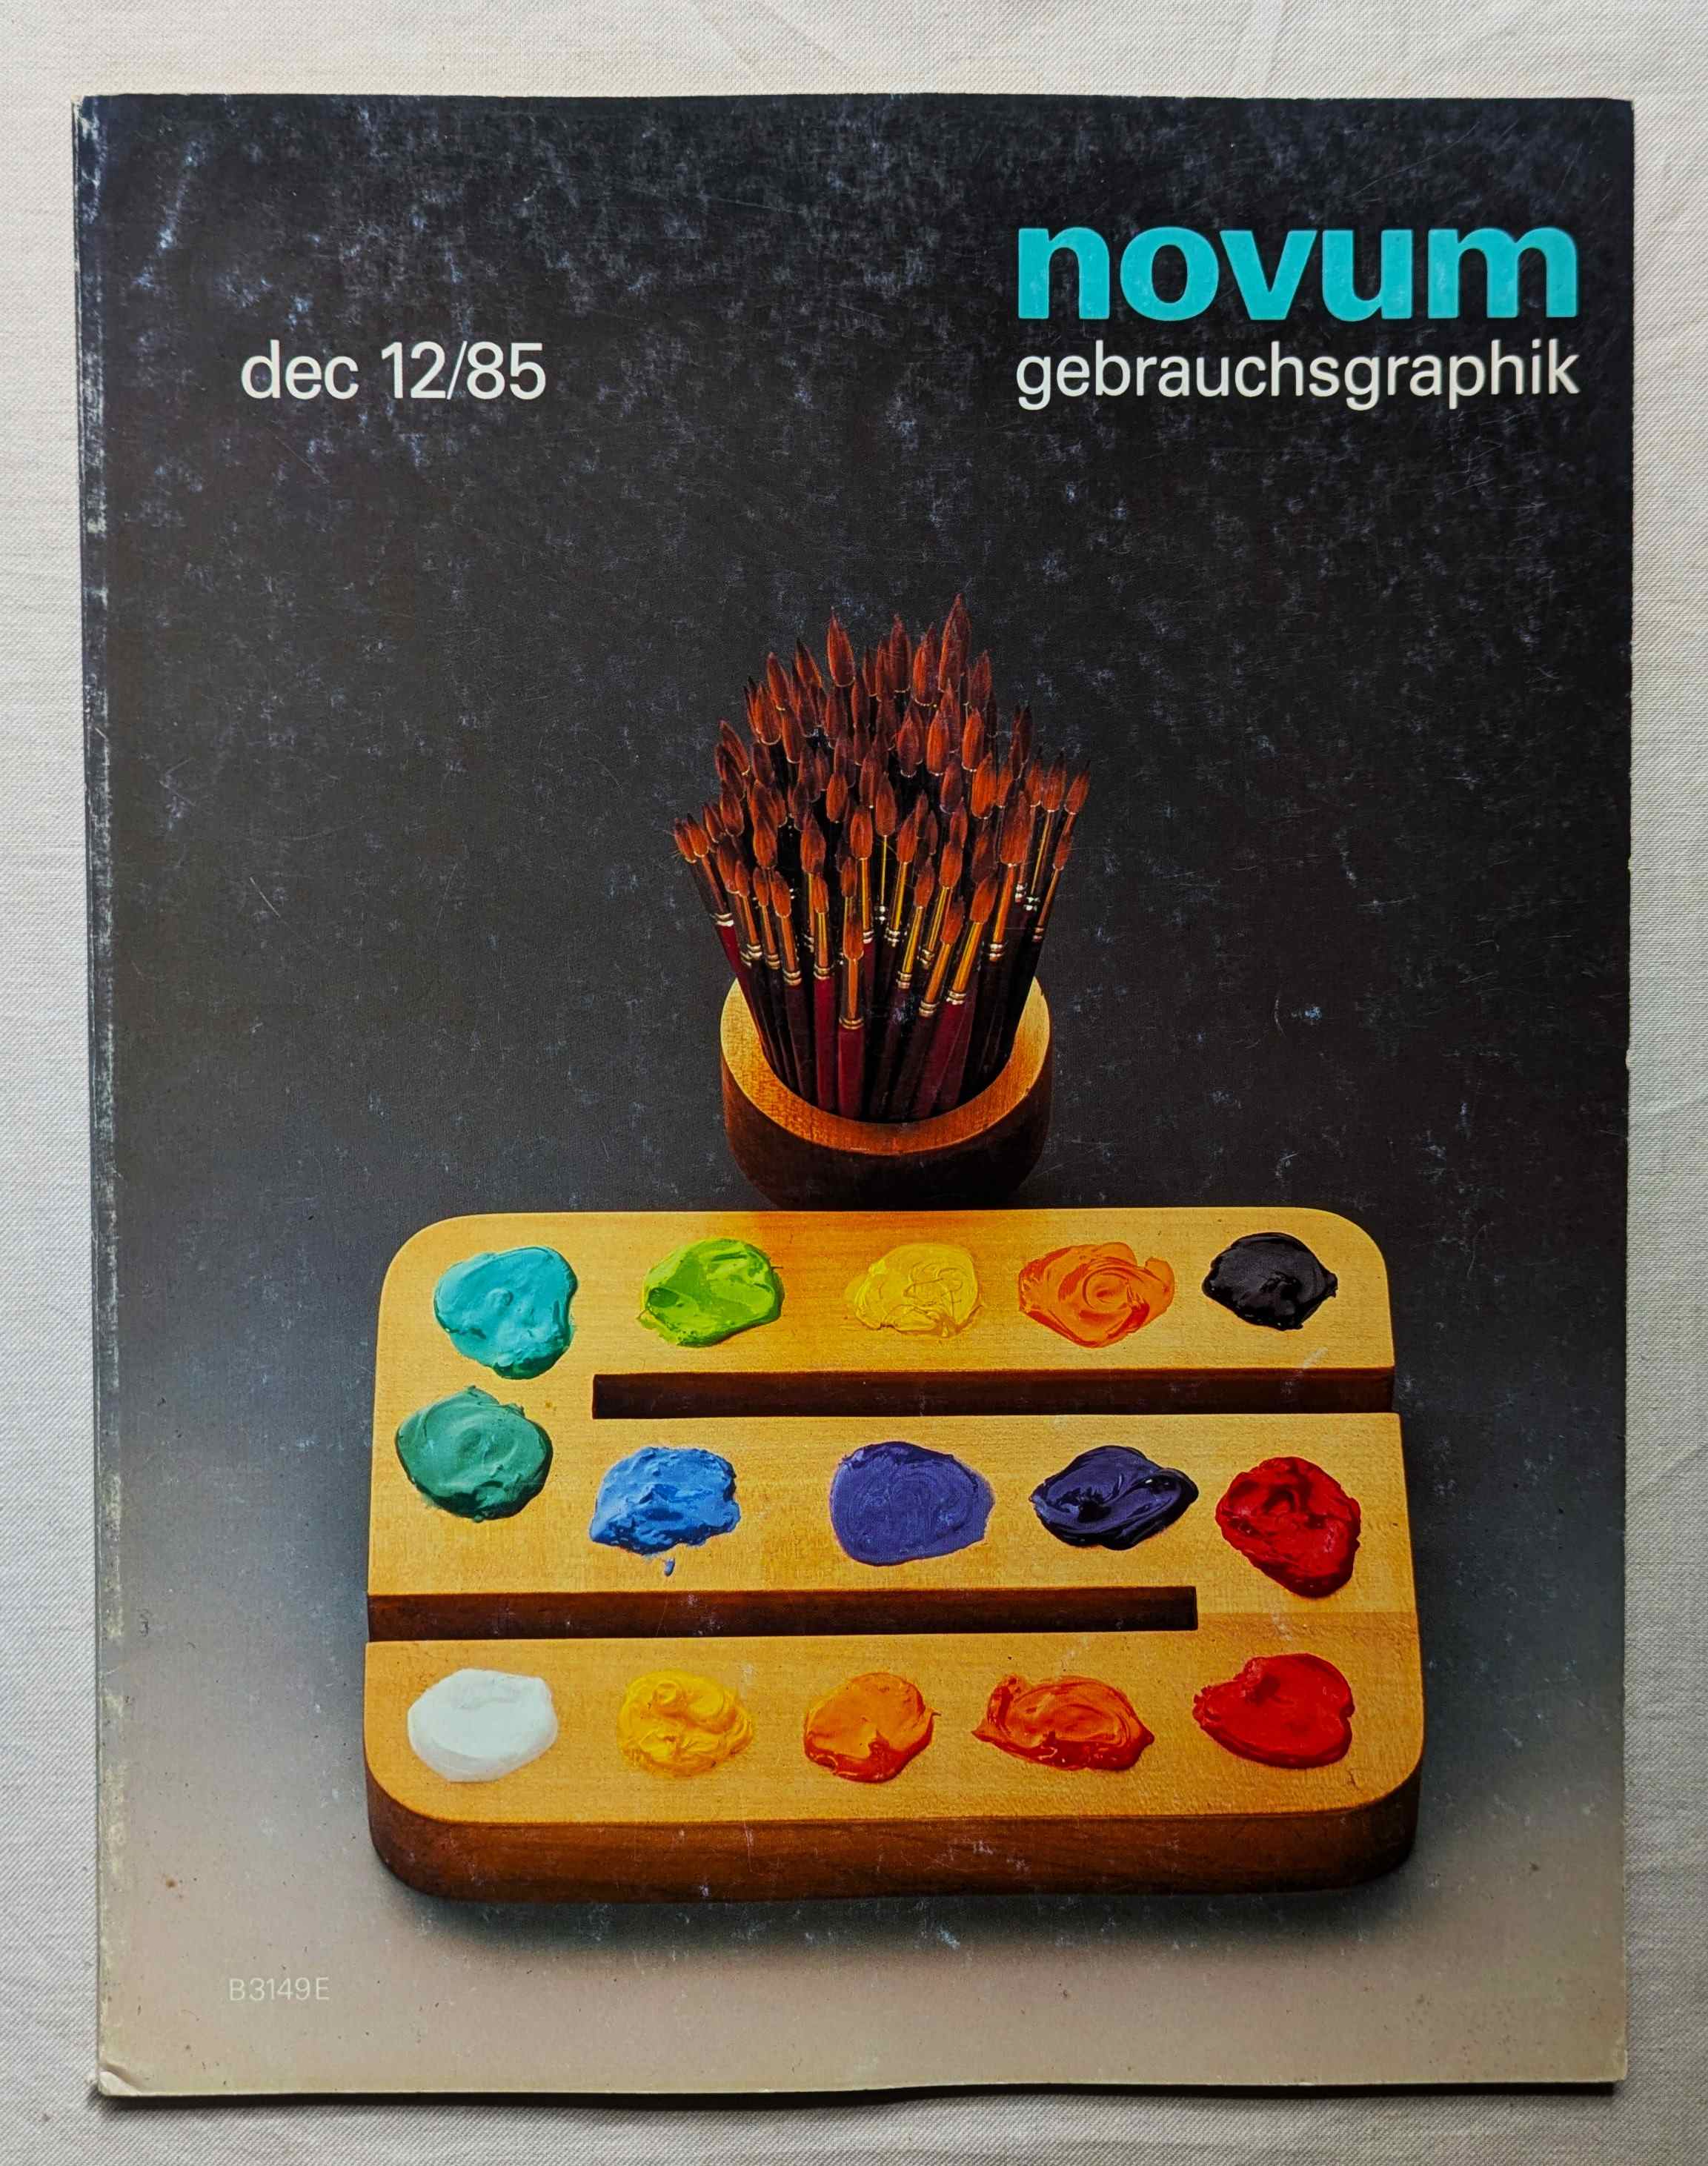 novum
dec 12/85
gebrauchsgraphik
B3149E